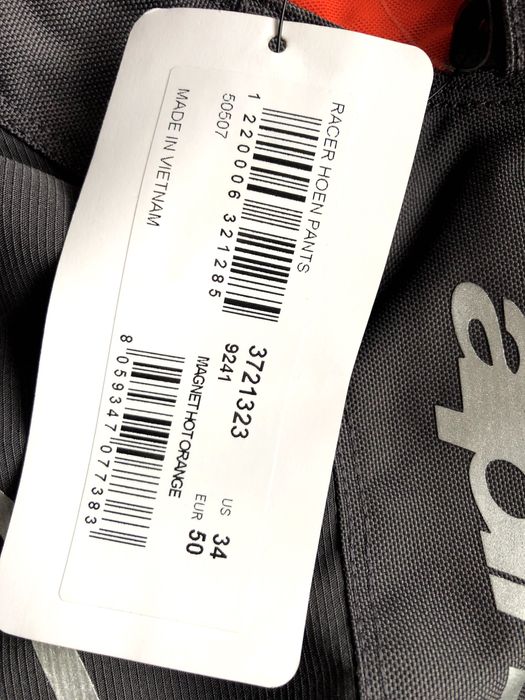 RACER HOEN PANTS
1 220006 321285
50507
MADE IN VIETNAM
3721323
9241
MAGNET HOT ORANGE
US 34
EUR 50
8 059347 077383